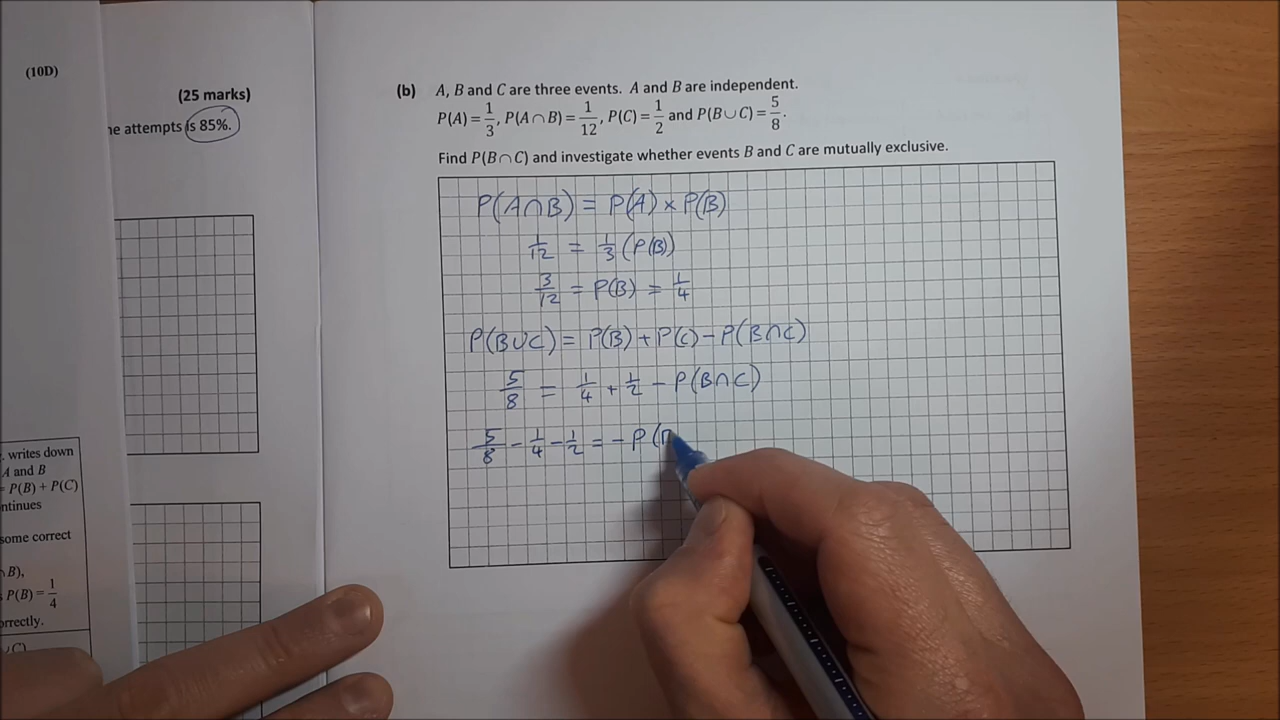 (10D)
(25 marks)
he attempts is 85%.
(b) A, B and C are three events. A and B are independent.
P(A) = 1/3, P(A∩B) = 1/12, P(C) = 1/2 and P(B∪C) = 5/8.
Find P(B∩C) and investigate whether events B and C are mutually exclusive.
P(A∩B) = P(A) × P(B)
1/12 = 1/3 (P(B))
3/12 = P(B) = 1/4
P(B∪C) = P(B) + P(C) − P(B∩C)
5/8 = 1/4 + 1/2 − P(B∩C)
5/8 − 1/4 − 1/2 = − P(
. writes down
A and B
= P(B) + P(C)
ntinues
some correct
∩B),
P(B) = 1/4
orrectly.
∪C)